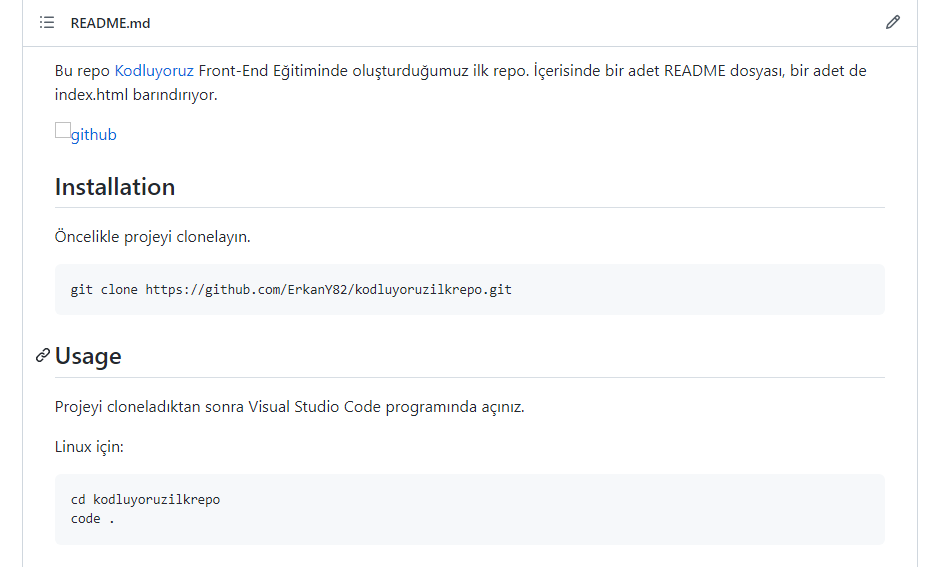 README.md
Bu repo Kodluyoruz Front-End Eğitiminde oluşturduğumuz ilk repo. İçerisinde bir adet README dosyası, bir adet de
index.html barındırıyor.
github
Installation
Öncelikle projeyi clonelayın.
git clone https://github.com/ErkanY82/kodluyoruzilkrepo.git
Usage
Projeyi cloneladıktan sonra Visual Studio Code programında açınız.
Linux için:
cd kodluyoruzilkrepo
code .